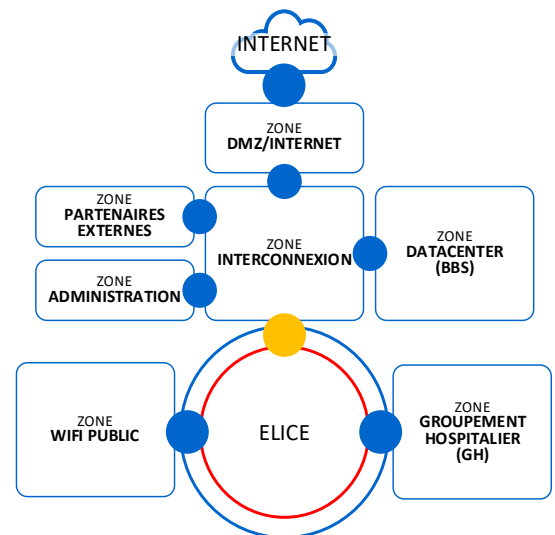 INTERNET
ZONE
DMZ/INTERNET
ZONE
PARTENAIRES
EXTERNES
ZONE
INTERCONNEXION
ZONE
DATACENTER
(BBS)
ZONE
ADMINISTRATION
ZONE
WIFI PUBLIC
ELICE
ZONE
GROUPEMENT
HOSPITALIER
(GH)